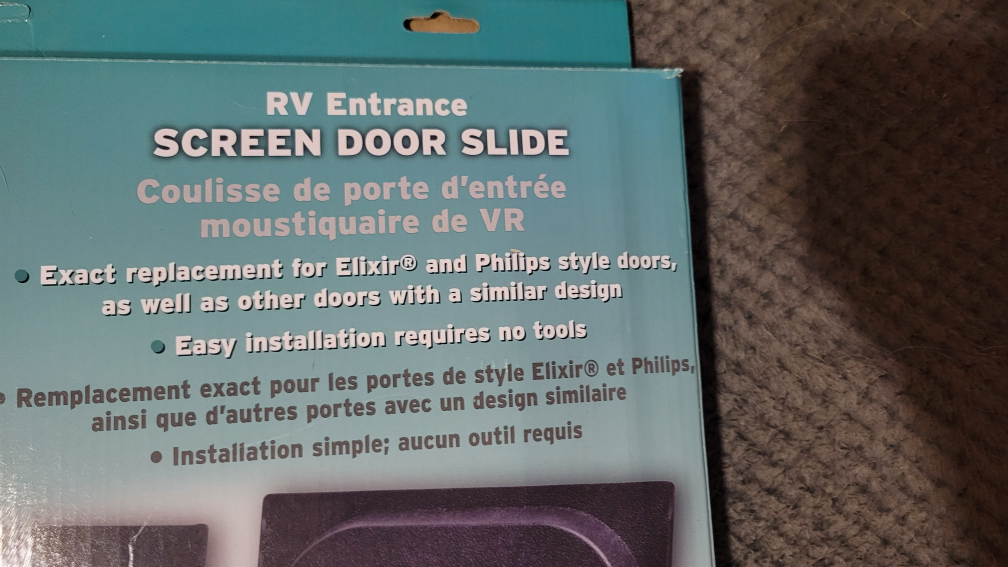 RV Entrance
SCREEN DOOR SLIDE
Coulisse de porte d'entrée
moustiquaire de VR
• Exact replacement for Elixir® and Philips style doors,
as well as other doors with a similar design
• Easy installation requires no tools
• Remplacement exact pour les portes de style Elixir® et Philips,
ainsi que d'autres portes avec un design similaire
• Installation simple; aucun outil requis